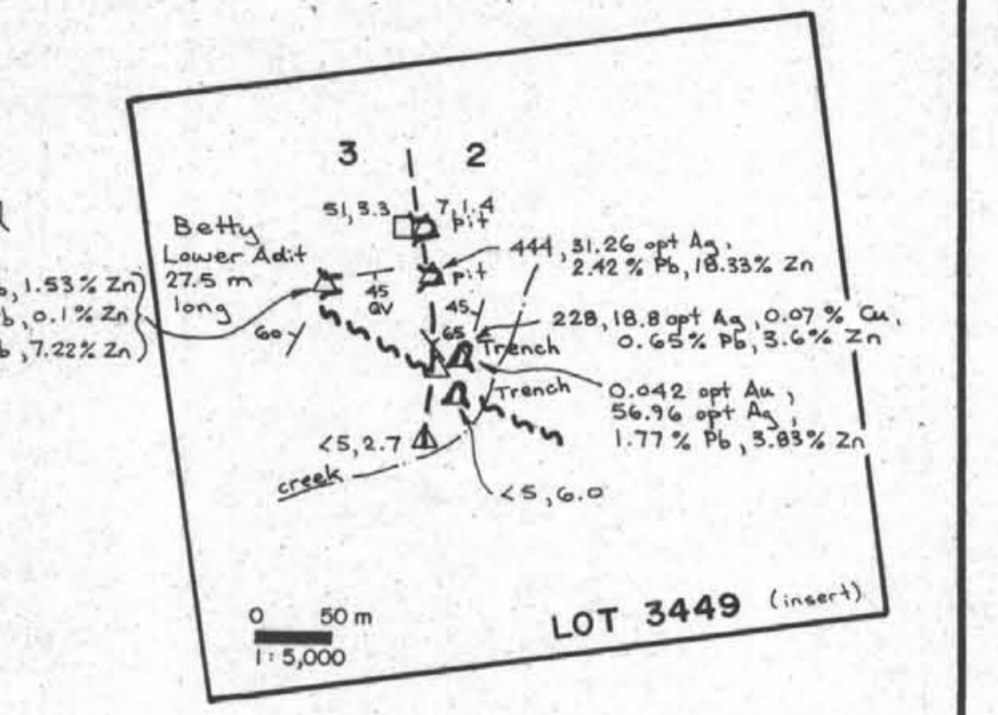 3 2
51, 3.3
7, 1.4
pit
Betty
Lower Adit
27.5 m
long
444, 31.26 opt Ag,
2.42 % Pb, 18.33% Zn
pit
45
QV
1.53% Zn
0.1% Zn
7.22% Zn
60
45
65
Trench
228, 18.8 opt Ag, 0.07 % Cu,
0.65% Pb, 3.6% Zn
Trench
0.042 opt Au,
56.96 opt Ag,
1.77 % Pb, 3.83% Zn
<5, 2.7
creek
<5, 6.0
0 50 m
1 : 5,000
LOT 3449 (insert)